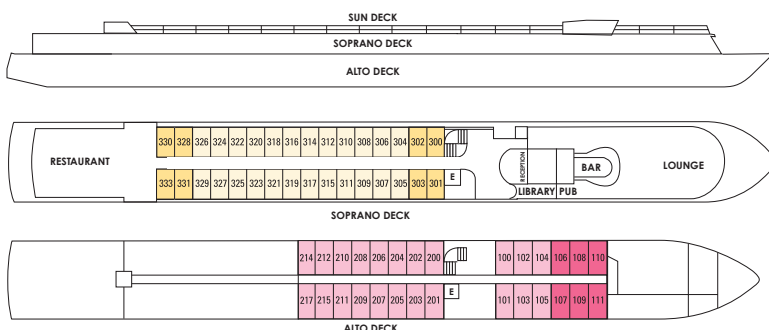 SUN DECK
SOPRANO DECK
ALTO DECK
330 328 326 324 322 320 318 316 314 312 310 308 306 304 302 300
RESTAURANT
RECEPTION
BAR
LOUNGE
333 331 329 327 325 323 321 319 317 315 311 309 307 305 303 301
E
LIBRARY PUB
SOPRANO DECK
214 212 210 208 206 204 202 200
100 102 104 106 108 110
217 215 211 209 207 205 203 201
E
101 103 105 107 109 111
ALTO DECK